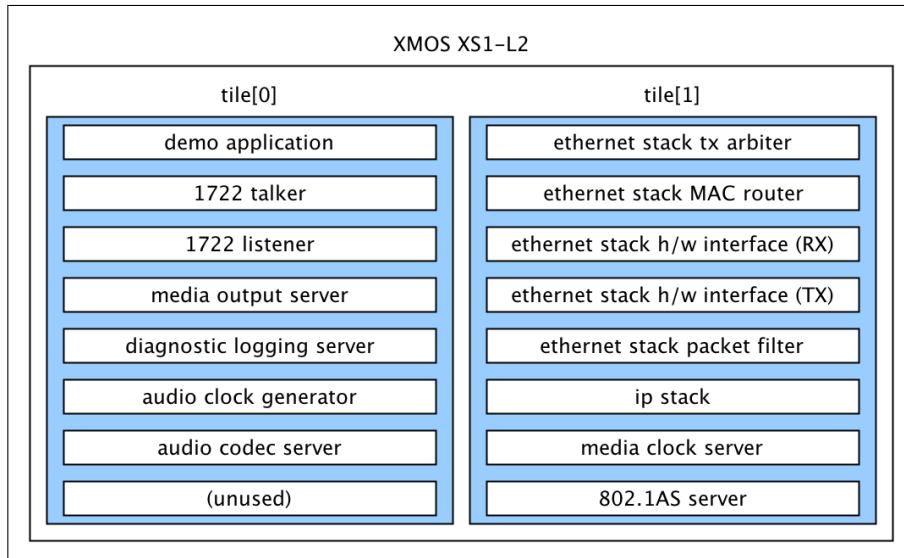 XMOS XS1-L2
tile[0]
demo application
1722 talker
1722 listener
media output server
diagnostic logging server
audio clock generator
audio codec server
(unused)
tile[1]
ethernet stack tx arbiter
ethernet stack MAC router
ethernet stack h/w interface (RX)
ethernet stack h/w interface (TX)
ethernet stack packet filter
ip stack
media clock server
802.1AS server